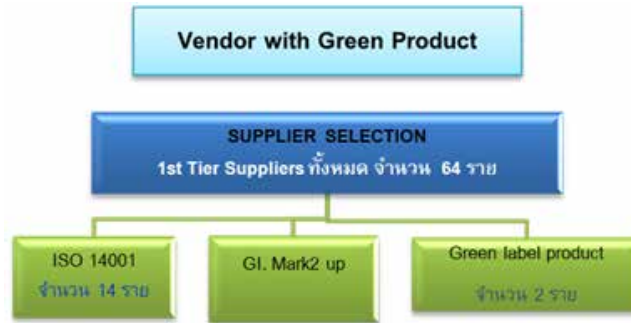 Vendor with Green Product
SUPPLIER SELECTION
1st Tier Suppliers ทั้งหมด จำนวน 64 ราย
ISO 14001
จำนวน 14 ราย
GI. Mark2 up
Green label product
จำนวน 2 ราย